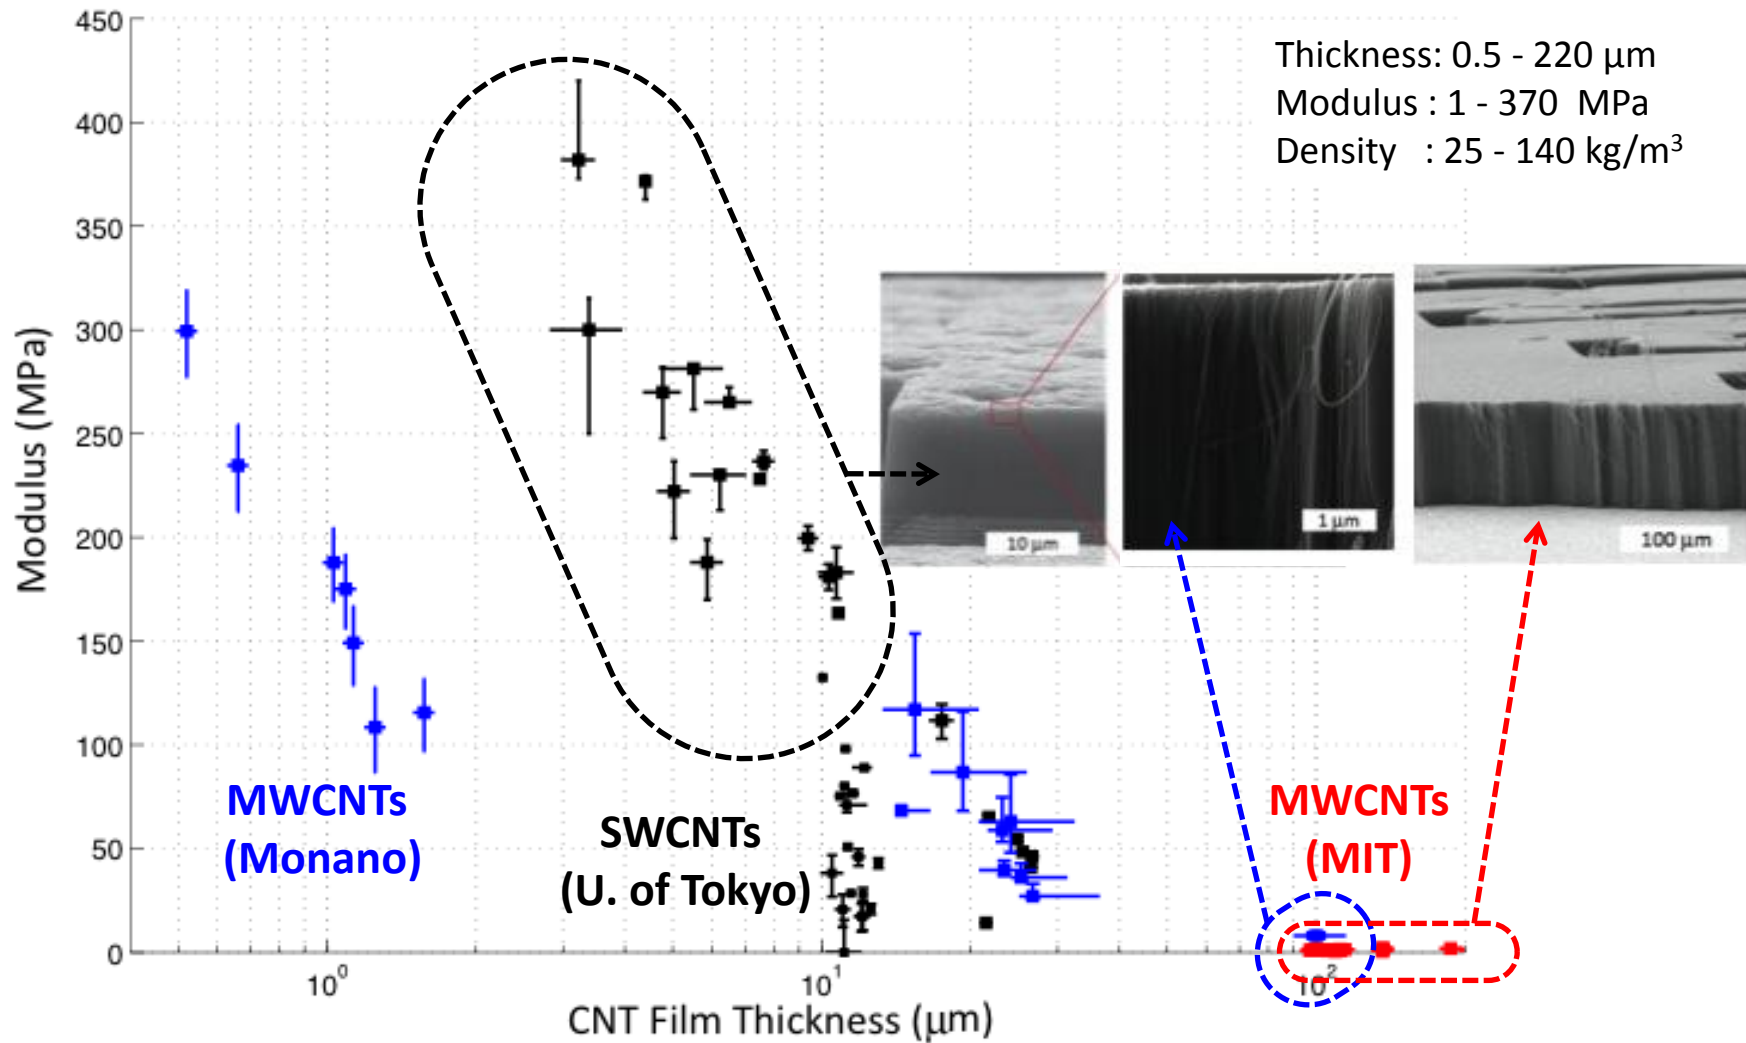 Thickness: 0.5 - 220 μm
Modulus : 1 - 370 MPa
Density : 25 - 140 kg/m³
450
400
350
300
250
200
150
100
50
0
Modulus (MPa)
10 μm
1 μm
100 μm
MWCNTs
(Monano)
SWCNTs
(U. of Tokyo)
MWCNTs
(MIT)
10⁰
10¹
10²
CNT Film Thickness (μm)